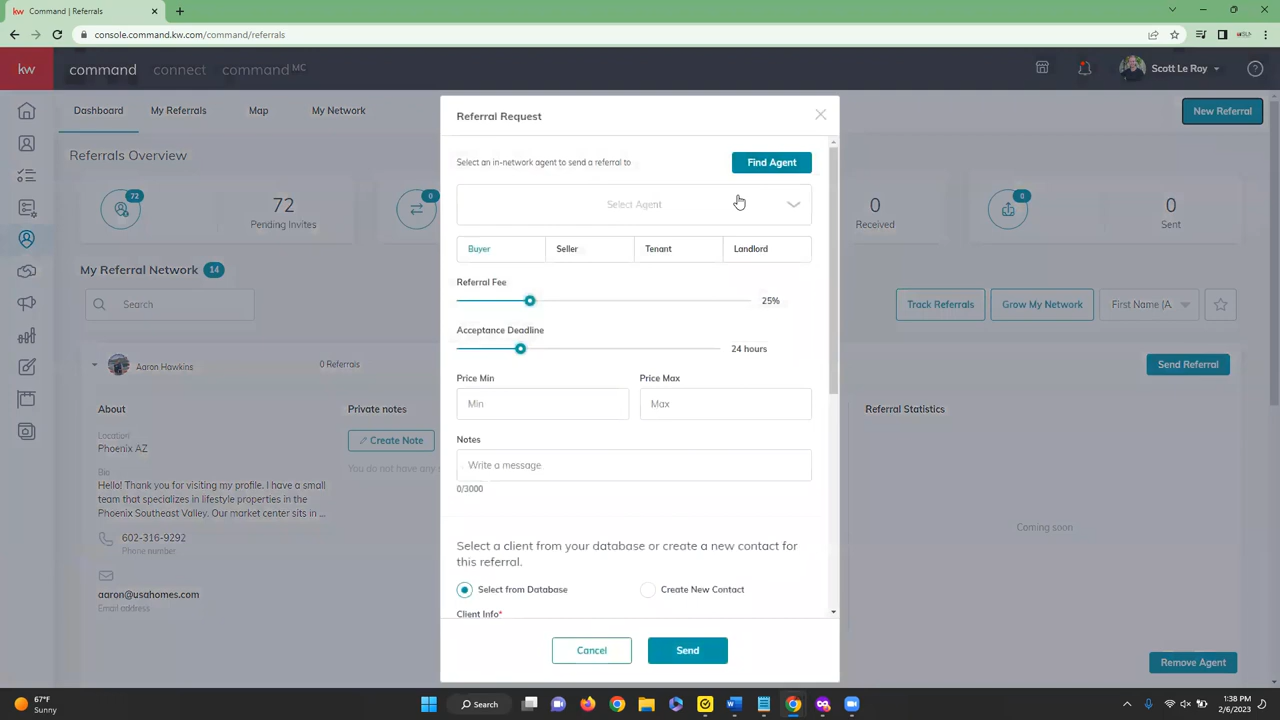 Command | Referrals
console.command.kw.com/command/referrals
kw
command
connect
command MC
Scott Le Roy
Dashboard
My Referrals
Map
My Network
New Referral
Referrals Overview
72
72
Pending Invites
0
0
Received
0
0
Sent
My Referral Network 14
Search
Track Referrals
Grow My Network
First Name (A.
Aaron Hawkins
0 Referrals
Send Referral
About
Private notes
Referral Statistics
Location
Phoenix AZ
Create Note
You do not have any s
Bio
Hello! Thank you for visiting my profile. I have a small
team that specializes in lifestyle properties in the
Phoenix Southeast Valley. Our market center sits in ...
Coming soon
602-316-9292
Phone number
aaron@usahomes.com
Email address
Remove Agent
Referral Request
Select an in-network agent to send a referral to
Find Agent
Select Agent
Buyer
Seller
Tenant
Landlord
Referral Fee
25%
Acceptance Deadline
24 hours
Price Min
Price Max
Min
Max
Notes
Write a message
0/3000
Select a client from your database or create a new contact for
this referral.
Select from Database
Create New Contact
Client Info*
Cancel
Send
67°F
Sunny
Search
1:38 PM
2/6/2023